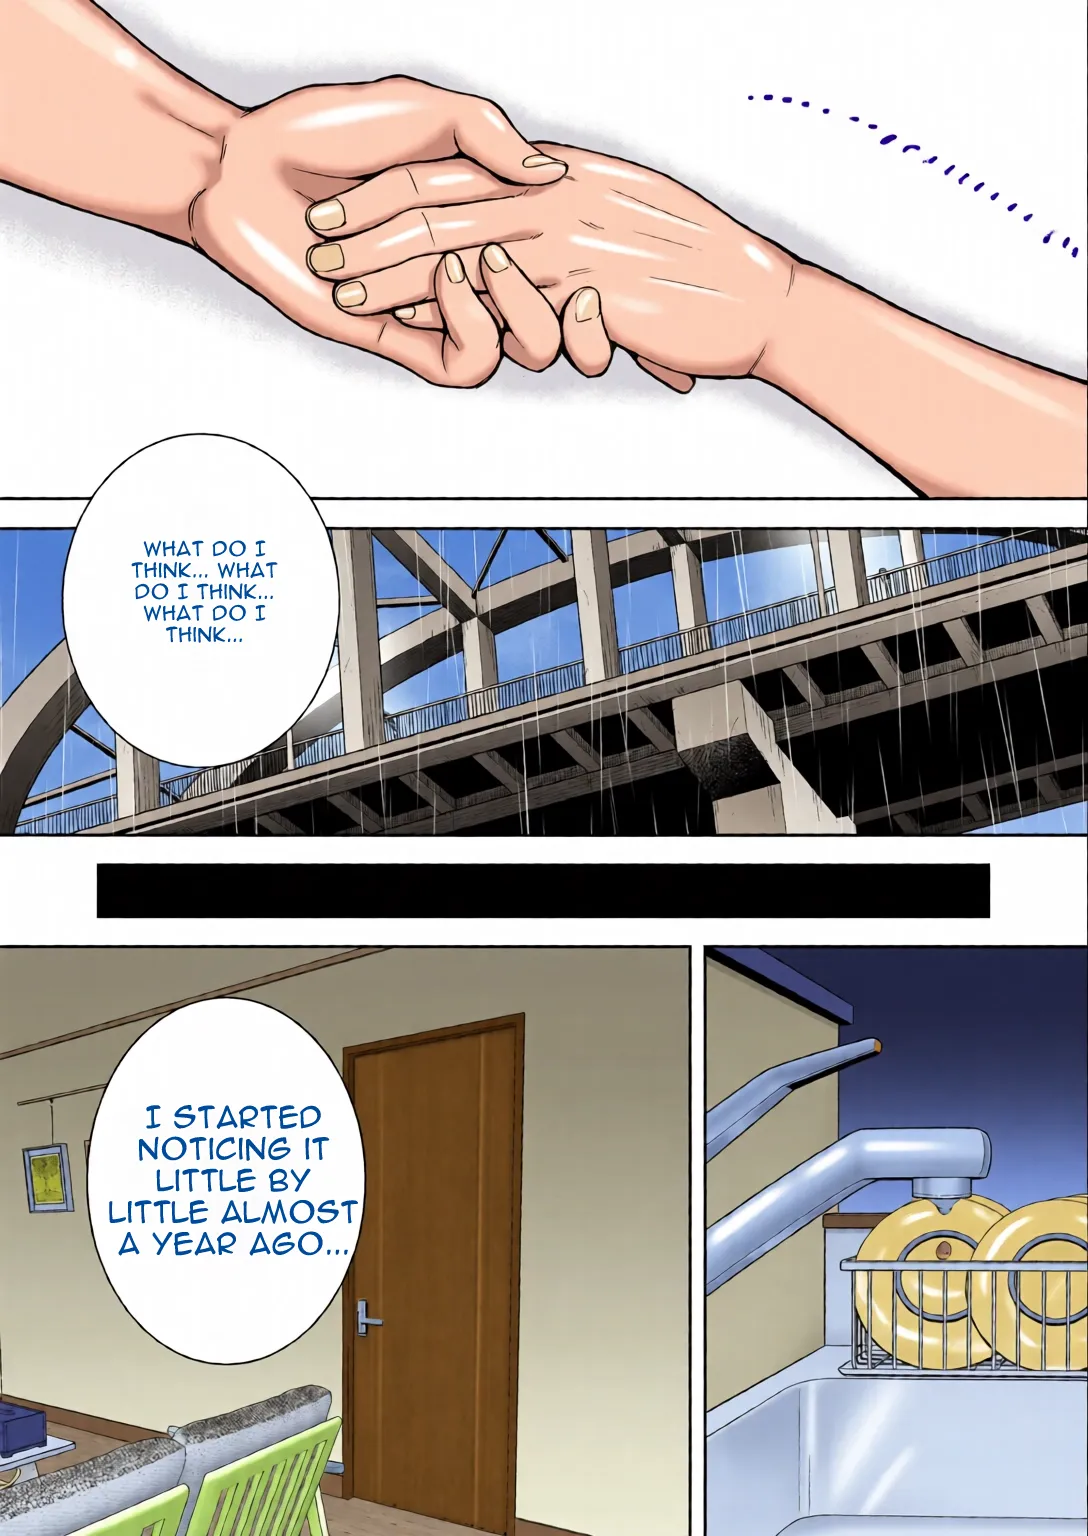 WHAT DO I
THINK... WHAT
DO I THINK...
WHAT DO I
THINK...
I STARTED
NOTICING IT
LITTLE BY
LITTLE ALMOST
A YEAR AGO...